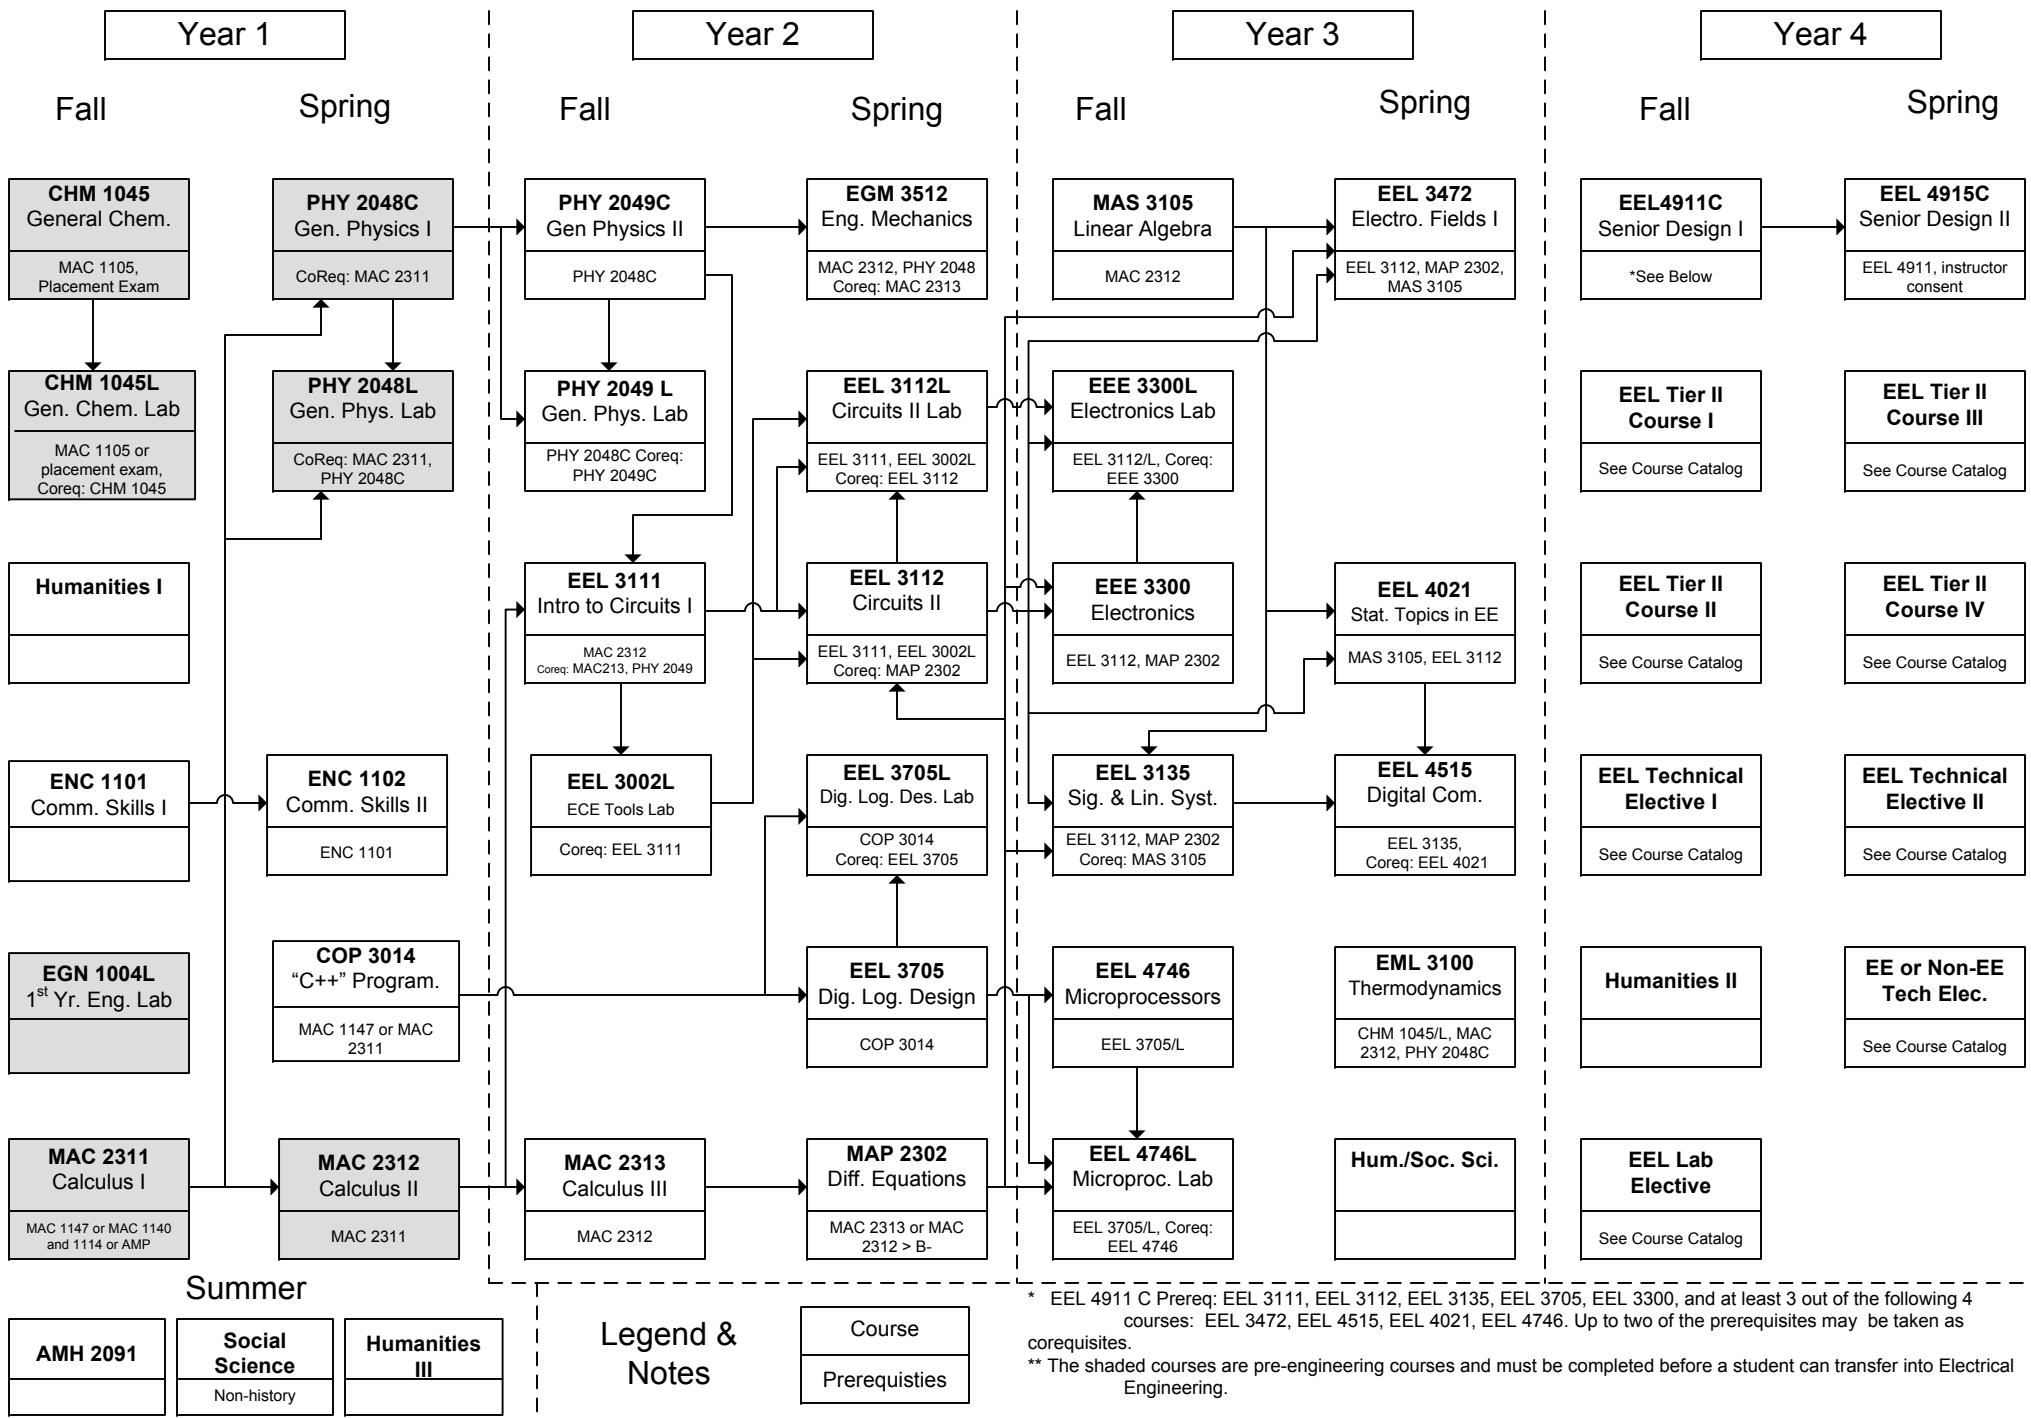 Year 1
Year 2
Year 3
Year 4
Fall
Spring
Fall
Spring
Fall
Spring
Fall
Spring
CHM 1045
General Chem.
MAC 1105,
Placement Exam
PHY 2048C
Gen. Physics I
CoReq: MAC 2311
PHY 2049C
Gen Physics II
PHY 2048C
EGM 3512
Eng. Mechanics
MAC 2312, PHY 2048
Coreq: MAC 2313
MAS 3105
Linear Algebra
MAC 2312
EEL 3472
Electro. Fields I
EEL 3112, MAP 2302,
MAS 3105
EEL4911C
Senior Design I
*See Below
EEL 4915C
Senior Design II
EEL 4911, instructor
consent
CHM 1045L
Gen. Chem. Lab
MAC 1105 or
placement exam,
Coreq: CHM 1045
PHY 2048L
Gen. Phys. Lab
CoReq: MAC 2311,
PHY 2048C
PHY 2049 L
Gen. Phys. Lab
PHY 2048C Coreq:
PHY 2049C
EEL 3112L
Circuits II Lab
EEL 3111, EEL 3002L
Coreq: EEL 3112
EEE 3300L
Electronics Lab
EEL 3112/L, Coreq:
EEE 3300
EEL Tier II
Course I
See Course Catalog
EEL Tier II
Course III
See Course Catalog
Humanities I
EEL 3111
Intro to Circuits I
MAC 2312
Coreq: MAC213, PHY 2049
EEL 3112
Circuits II
EEL 3111, EEL 3002L
Coreq: MAP 2302
EEE 3300
Electronics
EEL 3112, MAP 2302
EEL 4021
Stat. Topics in EE
MAS 3105, EEL 3112
EEL Tier II
Course II
See Course Catalog
EEL Tier II
Course IV
See Course Catalog
ENC 1101
Comm. Skills I
ENC 1102
Comm. Skills II
ENC 1101
EEL 3002L
ECE Tools Lab
Coreq: EEL 3111
EEL 3705L
Dig. Log. Des. Lab
COP 3014
Coreq: EEL 3705
EEL 3135
Sig. & Lin. Syst.
EEL 3112, MAP 2302
Coreq: MAS 3105
EEL 4515
Digital Com.
EEL 3135,
Coreq: EEL 4021
EEL Technical
Elective I
See Course Catalog
EEL Technical
Elective II
See Course Catalog
EGN 1004L
1st Yr. Eng. Lab
COP 3014
“C++” Program.
MAC 1147 or MAC
2311
EEL 3705
Dig. Log. Design
COP 3014
EEL 4746
Microprocessors
EEL 3705/L
EML 3100
Thermodynamics
CHM 1045/L, MAC
2312, PHY 2048C
Humanities II
EE or Non-EE
Tech Elec.
See Course Catalog
MAC 2311
Calculus I
MAC 1147 or MAC 1140
and 1114 or AMP
MAC 2312
Calculus II
MAC 2311
MAC 2313
Calculus III
MAC 2312
MAP 2302
Diff. Equations
MAC 2313 or MAC
2312 > B-
EEL 4746L
Microproc. Lab
EEL 3705/L, Coreq:
EEL 4746
Hum./Soc. Sci.
EEL Lab
Elective
See Course Catalog
Summer
AMH 2091
Social
Science
Non-history
Humanities
III
Legend &
Notes
Course
Prerequisties
* EEL 4911 C Prereq: EEL 3111, EEL 3112, EEL 3135, EEL 3705, EEL 3300, and at least 3 out of the following 4
courses: EEL 3472, EEL 4515, EEL 4021, EEL 4746. Up to two of the prerequisites may be taken as
corequisites.
** The shaded courses are pre-engineering courses and must be completed before a student can transfer into Electrical
Engineering.